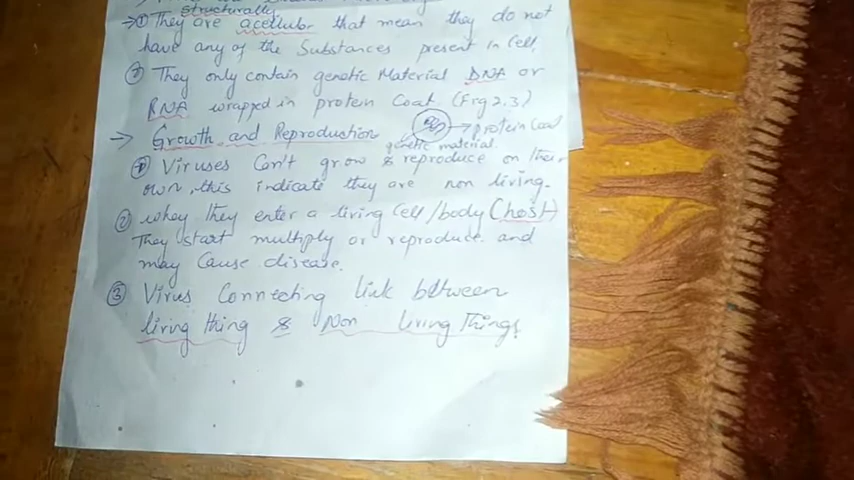 structurally
→ ① They are acellular that mean they do not
have any of the Substances present in Cell,
② They only contain genetic Material DNA or
RNA wrapped in protein Coat (Fig 2.3)
→ protein Coat
→ Growth and Reproduction
genetic material.
① Viruses Can't grow & reproduce on their
own, this indicate they are non living.
② whey they enter a living Cell/body (host)
They start multiply or reproduce and
may Cause disease.
③ Virus Connecting link between
living thing & Non living Things